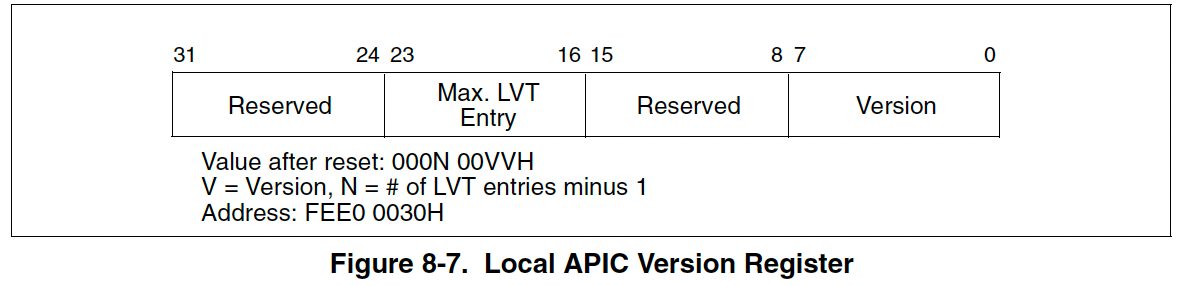 31 24 23 16 15 8 7 0
Reserved Max. LVT Entry Reserved Version
Value after reset: 000N 00VVH
V = Version, N = # of LVT entries minus 1
Address: FEE0 0030H
Figure 8-7. Local APIC Version Register